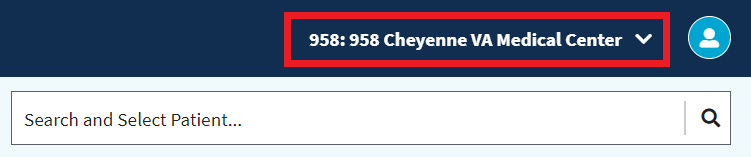 958: 958 Cheyenne VA Medical Center
Search and Select Patient...